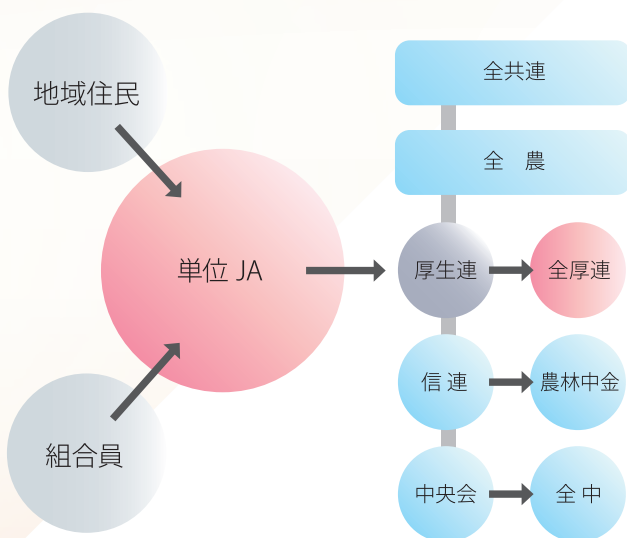 地域住民
組合員
単位 JA
全共連
全　農
厚生連
全厚連
信 連
農林中金
中央会
全 中